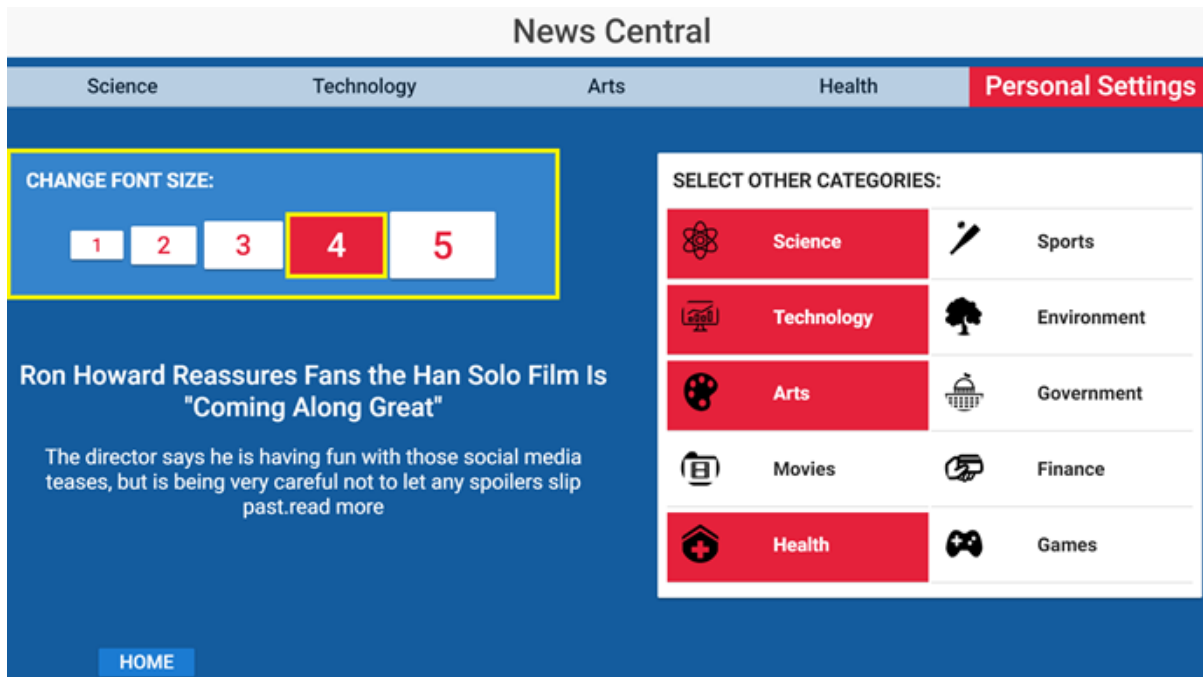 News Central
Science Technology Arts Health Personal Settings
CHANGE FONT SIZE:
1 2 3 4 5
Ron Howard Reassures Fans the Han Solo Film Is
"Coming Along Great"
The director says he is having fun with those social media
teases, but is being very careful not to let any spoilers slip
past.read more
HOME
SELECT OTHER CATEGORIES:
Science Sports
Technology Environment
Arts Government
Movies Finance
Health Games